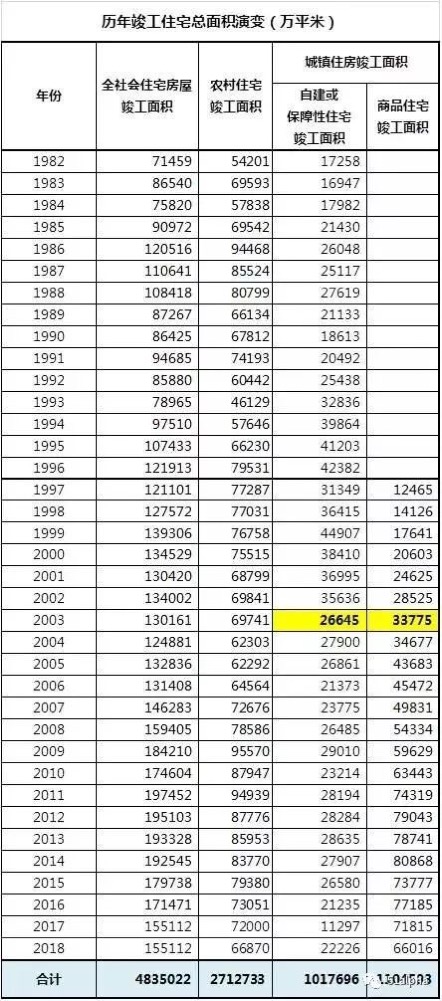 历年竣工住宅总面积演变（万平米）
年份 全社会住宅房屋竣工面积 农村住宅竣工面积 城镇住房竣工面积
自建或保障性住宅竣工面积 商品住宅竣工面积
1982 71459 54201 17258
1983 86540 69593 16947
1984 75820 57838 17982
1985 90972 69542 21430
1986 120516 94468 26048
1987 110641 85524 25117
1988 108418 80799 27619
1989 87267 66134 21133
1990 86425 67812 18613
1991 94685 74193 20492
1992 85880 60442 25438
1993 78965 46129 32836
1994 97510 57646 39864
1995 107433 66230 41203
1996 121913 79531 42382
1997 121101 77287 31349 12465
1998 127572 77031 36415 14126
1999 139306 76758 44907 17641
2000 134529 75515 38410 20603
2001 130420 68799 36995 24625
2002 134002 69841 35636 28525
2003 130161 69741 26645 33775
2004 124881 62303 27900 34677
2005 132836 62292 26861 43683
2006 131408 64564 21373 45472
2007 146283 72676 23775 49831
2008 159405 78586 26485 54334
2009 184210 95570 29010 59629
2010 174604 87947 23214 63443
2011 197452 94939 28194 74319
2012 195103 87776 28284 79043
2013 193328 85953 28635 78741
2014 192545 83770 27907 80868
2015 179738 79380 26580 73777
2016 171471 73051 21235 77185
2017 155112 72000 11297 71815
2018 155112 66870 22226 66016
合计 4835022 2712733 1017696